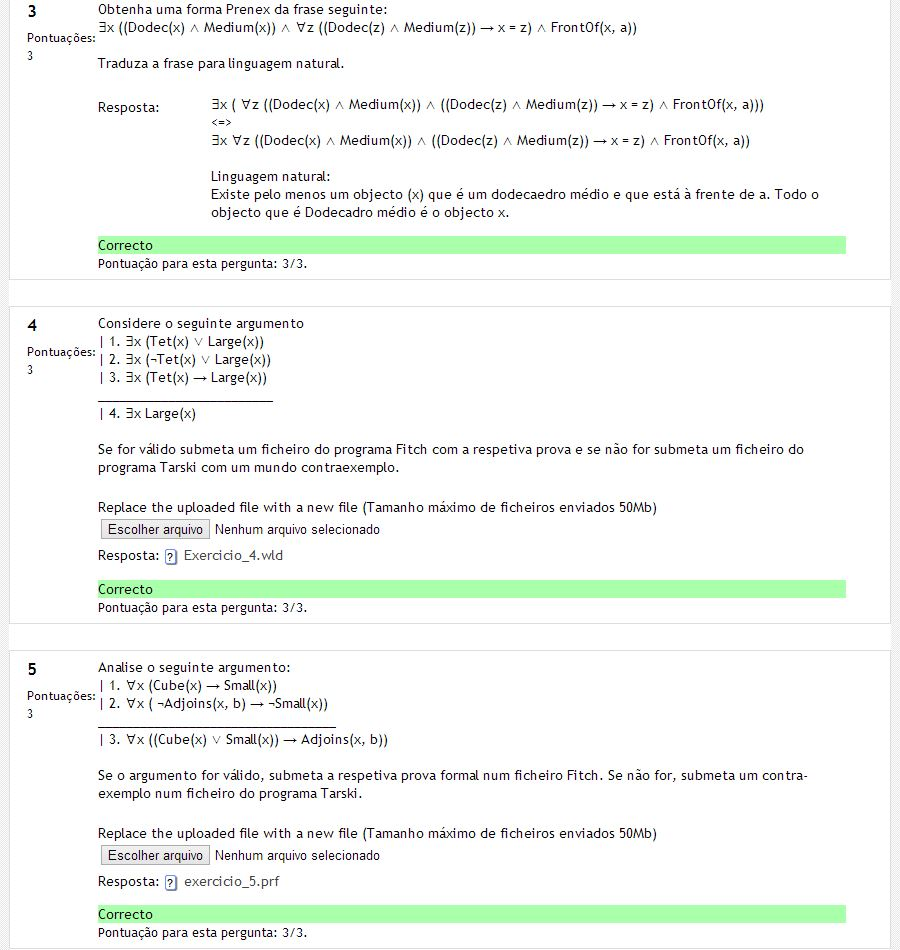 3
Obtenha uma forma Prenex da frase seguinte:
Pontuações:
3
∃x ((Dodec(x) ∧ Medium(x)) ∧ ∀z ((Dodec(z) ∧ Medium(z)) → x = z) ∧ FrontOf(x, a))
Traduza a frase para linguagem natural.
Resposta:
∃x ( ∀z ((Dodec(x) ∧ Medium(x)) ∧ ((Dodec(z) ∧ Medium(z)) → x = z) ∧ FrontOf(x, a)))
<=>
∃x ∀z ((Dodec(x) ∧ Medium(x)) ∧ ((Dodec(z) ∧ Medium(z)) → x = z) ∧ FrontOf(x, a))
Linguagem natural:
Existe pelo menos um objecto (x) que é um dodecaedro médio e que está à frente de a. Todo o
objecto que é Dodecadro médio é o objecto x.
Correcto
Pontuação para esta pergunta: 3/3.
4
Pontuações:
3
Considere o seguinte argumento
| 1. ∃x (Tet(x) ∨ Large(x))
| 2. ∃x (¬Tet(x) ∨ Large(x))
| 3. ∃x (Tet(x) → Large(x))
| 4. ∃x Large(x)
Se for válido submeta um ficheiro do programa Fitch com a respetiva prova e se não for submeta um ficheiro do
programa Tarski com um mundo contraexemplo.
Replace the uploaded file with a new file (Tamanho máximo de ficheiros enviados 50Mb)
Escolher arquivo Nenhum arquivo selecionado
Resposta: ? Exercicio_4.wld
Correcto
Pontuação para esta pergunta: 3/3.
5
Pontuações:
3
Analise o seguinte argumento:
| 1. ∀x (Cube(x) → Small(x))
| 2. ∀x ( ¬Adjoins(x, b) → ¬Small(x))
| 3. ∀x ((Cube(x) ∨ Small(x)) → Adjoins(x, b))
Se o argumento for válido, submeta a respetiva prova formal num ficheiro Fitch. Se não for, submeta um contra-
exemplo num ficheiro do programa Tarski.
Replace the uploaded file with a new file (Tamanho máximo de ficheiros enviados 50Mb)
Escolher arquivo Nenhum arquivo selecionado
Resposta: ? exercicio_5.prf
Correcto
Pontuação para esta pergunta: 3/3.